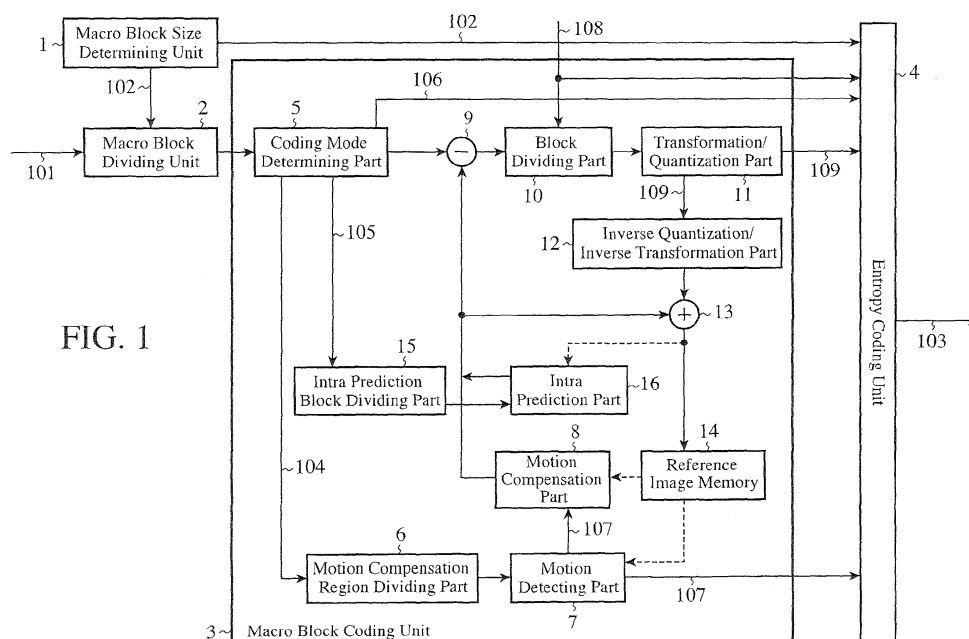 102
108
Macro Block Size
Determining Unit
1
102
106
4
2
5
9
Macro Block
Dividing Unit
Coding Mode
Determining Part
−
Block
Dividing Part
Transformation/
Quantization Part
101
10
109
11
109
105
12
Inverse Quantization/
Inverse Transformation Part
+
13
FIG. 1
103
Entropy Coding Unit
15
Intra Prediction
Block Dividing Part
Intra
Prediction Part
16
8
14
104
Motion
Compensation
Part
Reference
Image Memory
107
6
Motion Compensation
Region Dividing Part
Motion
Detecting Part
107
7
3
Macro Block Coding Unit